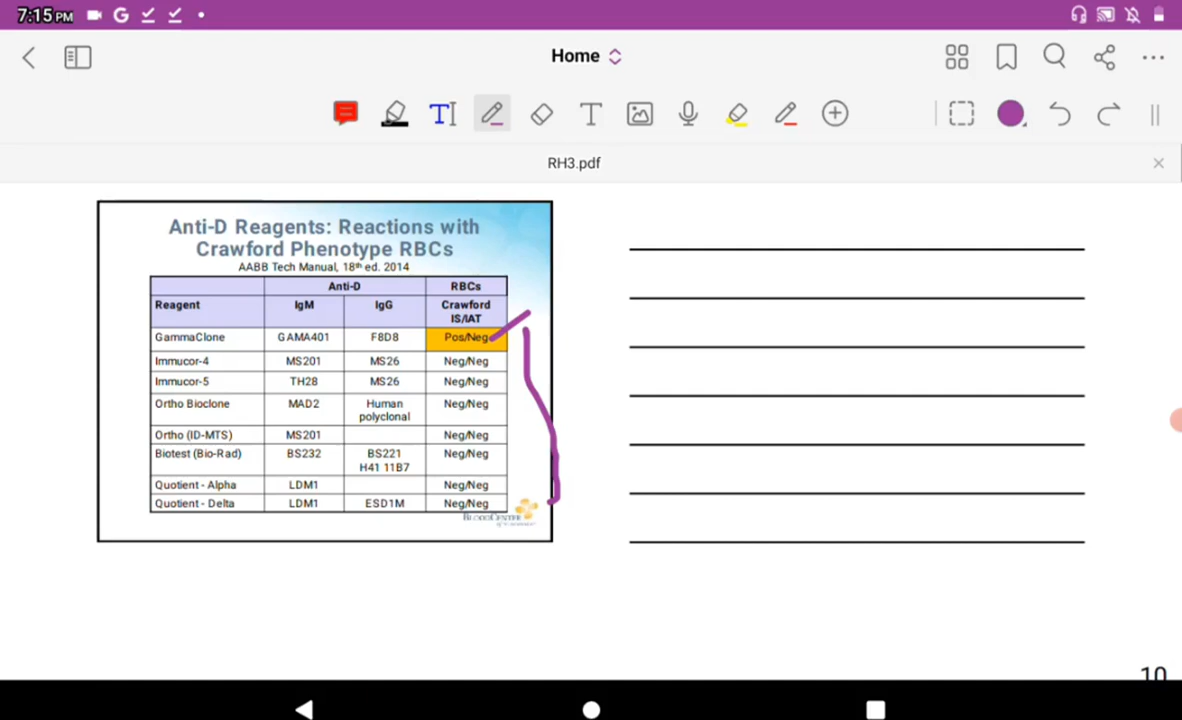 7:15 PM
Home
RH3.pdf
Anti-D Reagents: Reactions with
Crawford Phenotype RBCs
AABB Tech Manual, 18th ed. 2014
Anti-D RBCs
Reagent IgM IgG Crawford
IS/IAT
GammaClone GAMA401 F8D8 Pos/Neg
Immucor-4 MS201 MS26 Neg/Neg
Immucor-5 TH28 MS26 Neg/Neg
Ortho Bioclone MAD2 Human
polyclonal Neg/Neg
Ortho (ID-MTS) MS201 Neg/Neg
Biotest (Bio-Rad) BS232 BS221
H41 11B7 Neg/Neg
Quotient - Alpha LDM1 Neg/Neg
Quotient - Delta LDM1 ESD1M Neg/Neg
BloodCenter
10